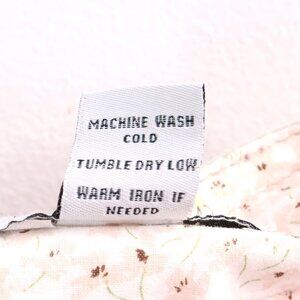 MACHINE WASH
COLD
TUMBLE DRY LOW
WARM IRON IF
NEEDED